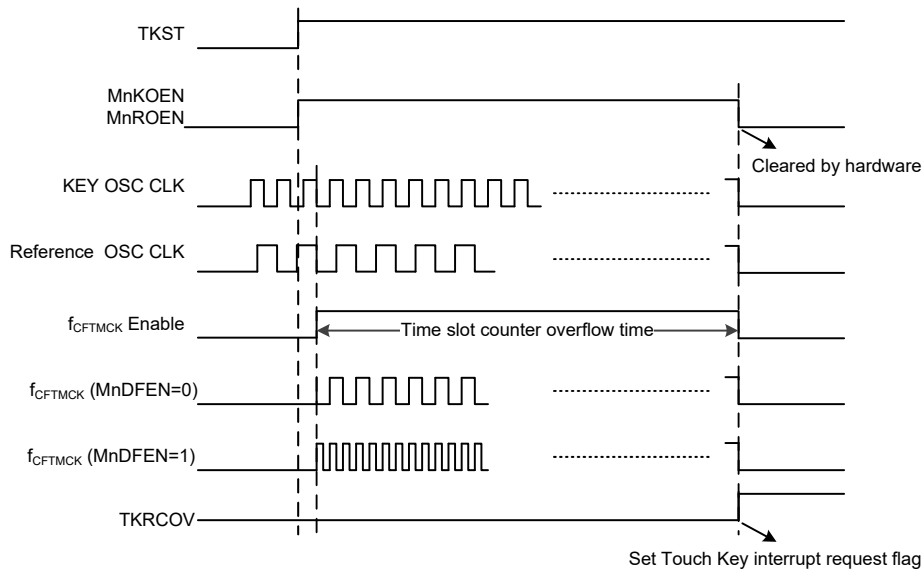 TKST
MnKOEN
MnROEN
Cleared by hardware
KEY OSC CLK
Reference OSC CLK
fCFTMCK Enable
Time slot counter overflow time
fCFTMCK (MnDFEN=0)
fCFTMCK (MnDFEN=1)
TKRCOV
Set Touch Key interrupt request flag